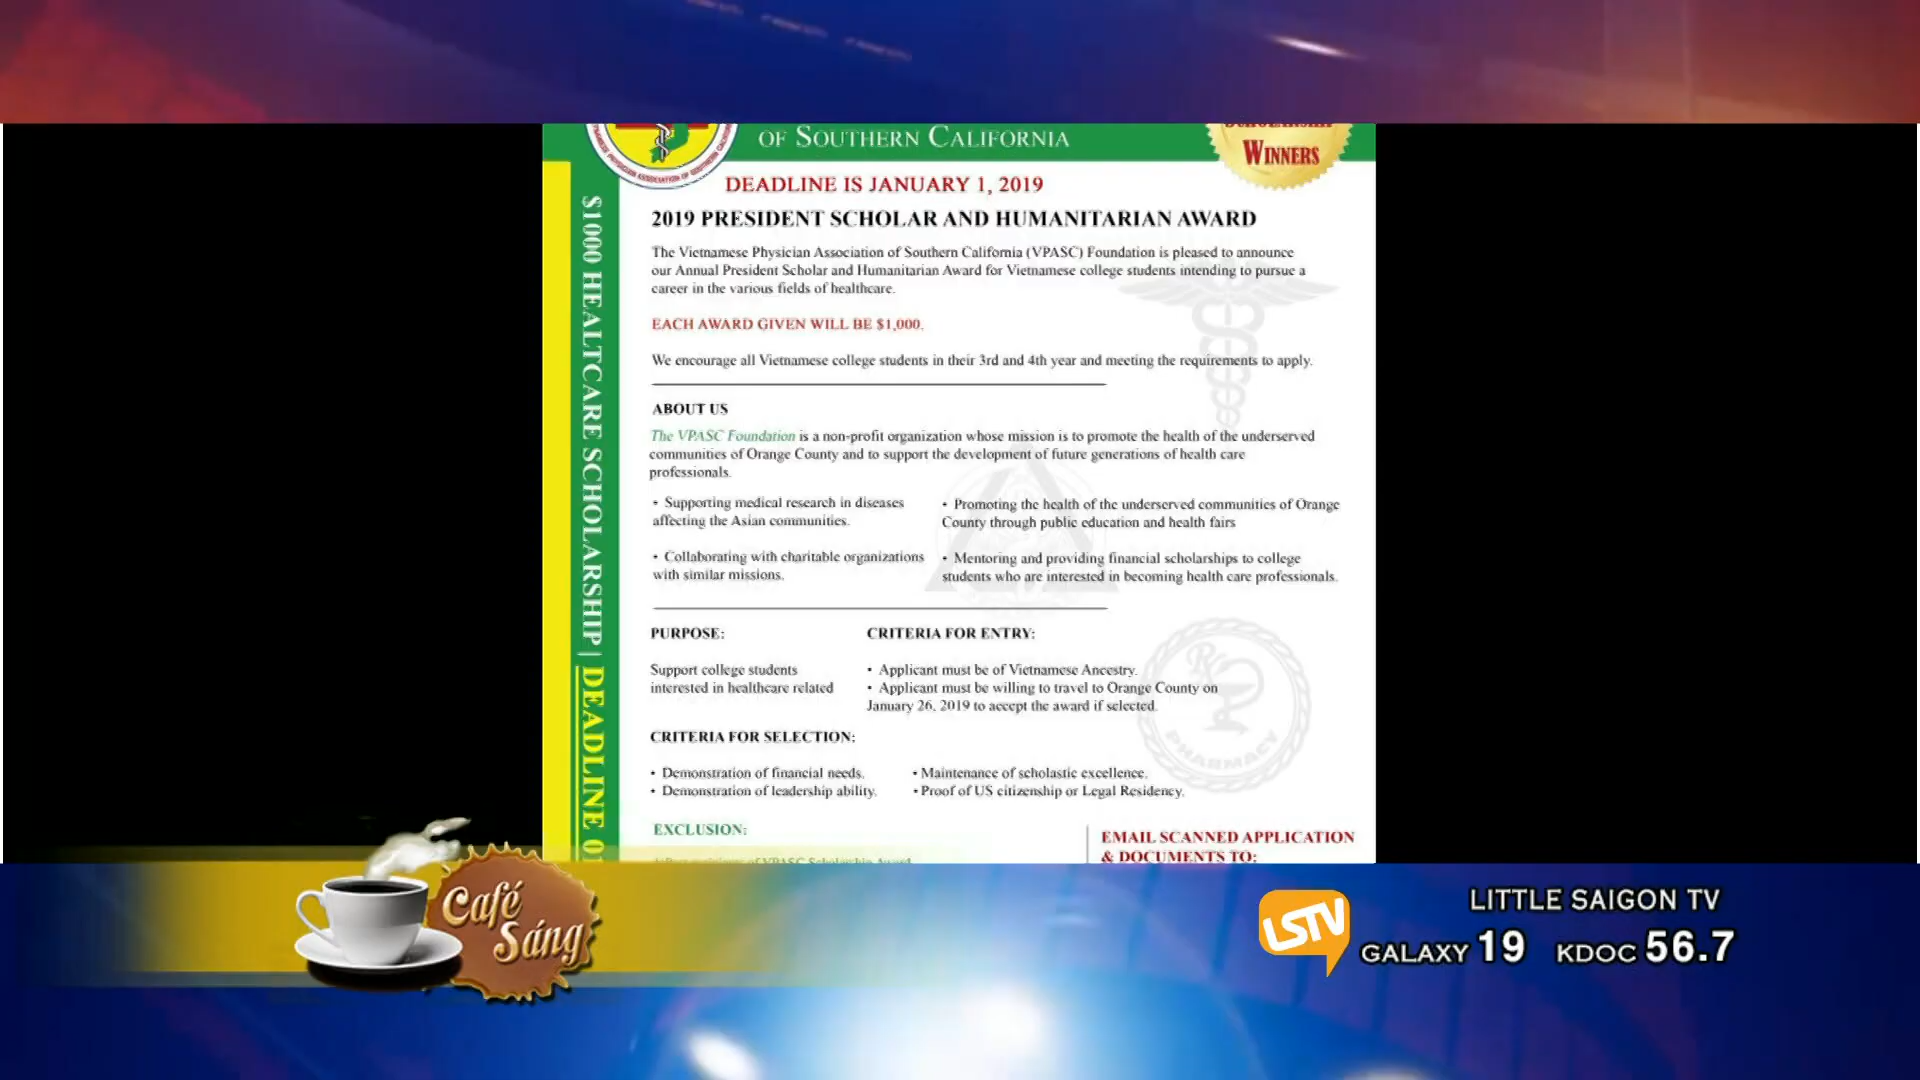 OF SOUTHERN CALIFORNIA
WINNERS
DEADLINE IS JANUARY 1, 2019
2019 PRESIDENT SCHOLAR AND HUMANITARIAN AWARD
The Vietnamese Physician Association of Southern California (VPASC) Foundation is pleased to announce
our Annual President Scholar and Humanitarian Award for Vietnamese college students intending to pursue a
career in the various fields of healthcare.
EACH AWARD GIVEN WILL BE $1,000.
We encourage all Vietnamese college students in their 3rd and 4th year and meeting the requirements to apply.
ABOUT US
The VPASC Foundation is a non-profit organization whose mission is to promote the health of the underserved
communities of Orange County and to support the development of future generations of health care
professionals.
• Supporting medical research in diseases
affecting the Asian communities.
• Promoting the health of the underserved communities of Orange
County through public education and health fairs
• Collaborating with charitable organizations
with similar missions.
• Mentoring and providing financial scholarships to college
students who are interested in becoming health care professionals.
PURPOSE:
Support college students
interested in healthcare related
CRITERIA FOR ENTRY:
• Applicant must be of Vietnamese Ancestry.
• Applicant must be willing to travel to Orange County on
January 26, 2019 to accept the award if selected.
PHARMACY
CRITERIA FOR SELECTION:
• Demonstration of financial needs.
• Demonstration of leadership ability.
• Maintenance of scholastic excellence.
• Proof of US citizenship or Legal Residency.
EXCLUSION:
EMAIL SCANNED APPLICATION
& DOCUMENTS TO:
$1000 HEALTCARE SCHOLARSHIP | DEADLINE
Café
Sáng
LSTV
LITTLE SAIGON TV
GALAXY 19 KDOC 56.7